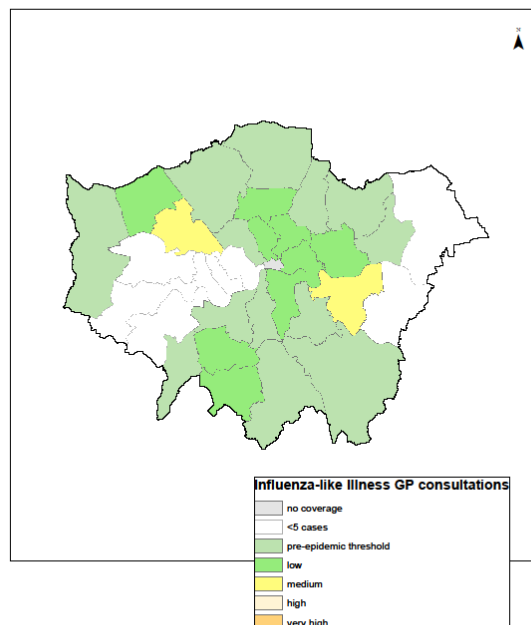 Influenza-like Illness GP consultations
no coverage
<5 cases
pre-epidemic threshold
low
medium
high
very high